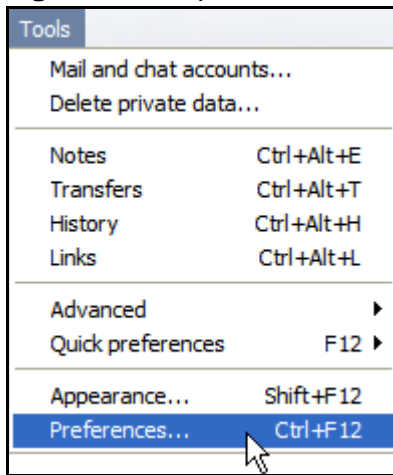 Tools
Mail and chat accounts...
Delete private data...
Notes Ctrl+Alt+E
Transfers Ctrl+Alt+T
History Ctrl+Alt+H
Links Ctrl+Alt+L
Advanced
Quick preferences F12
Appearance... Shift+F12
Preferences... Ctrl+F12